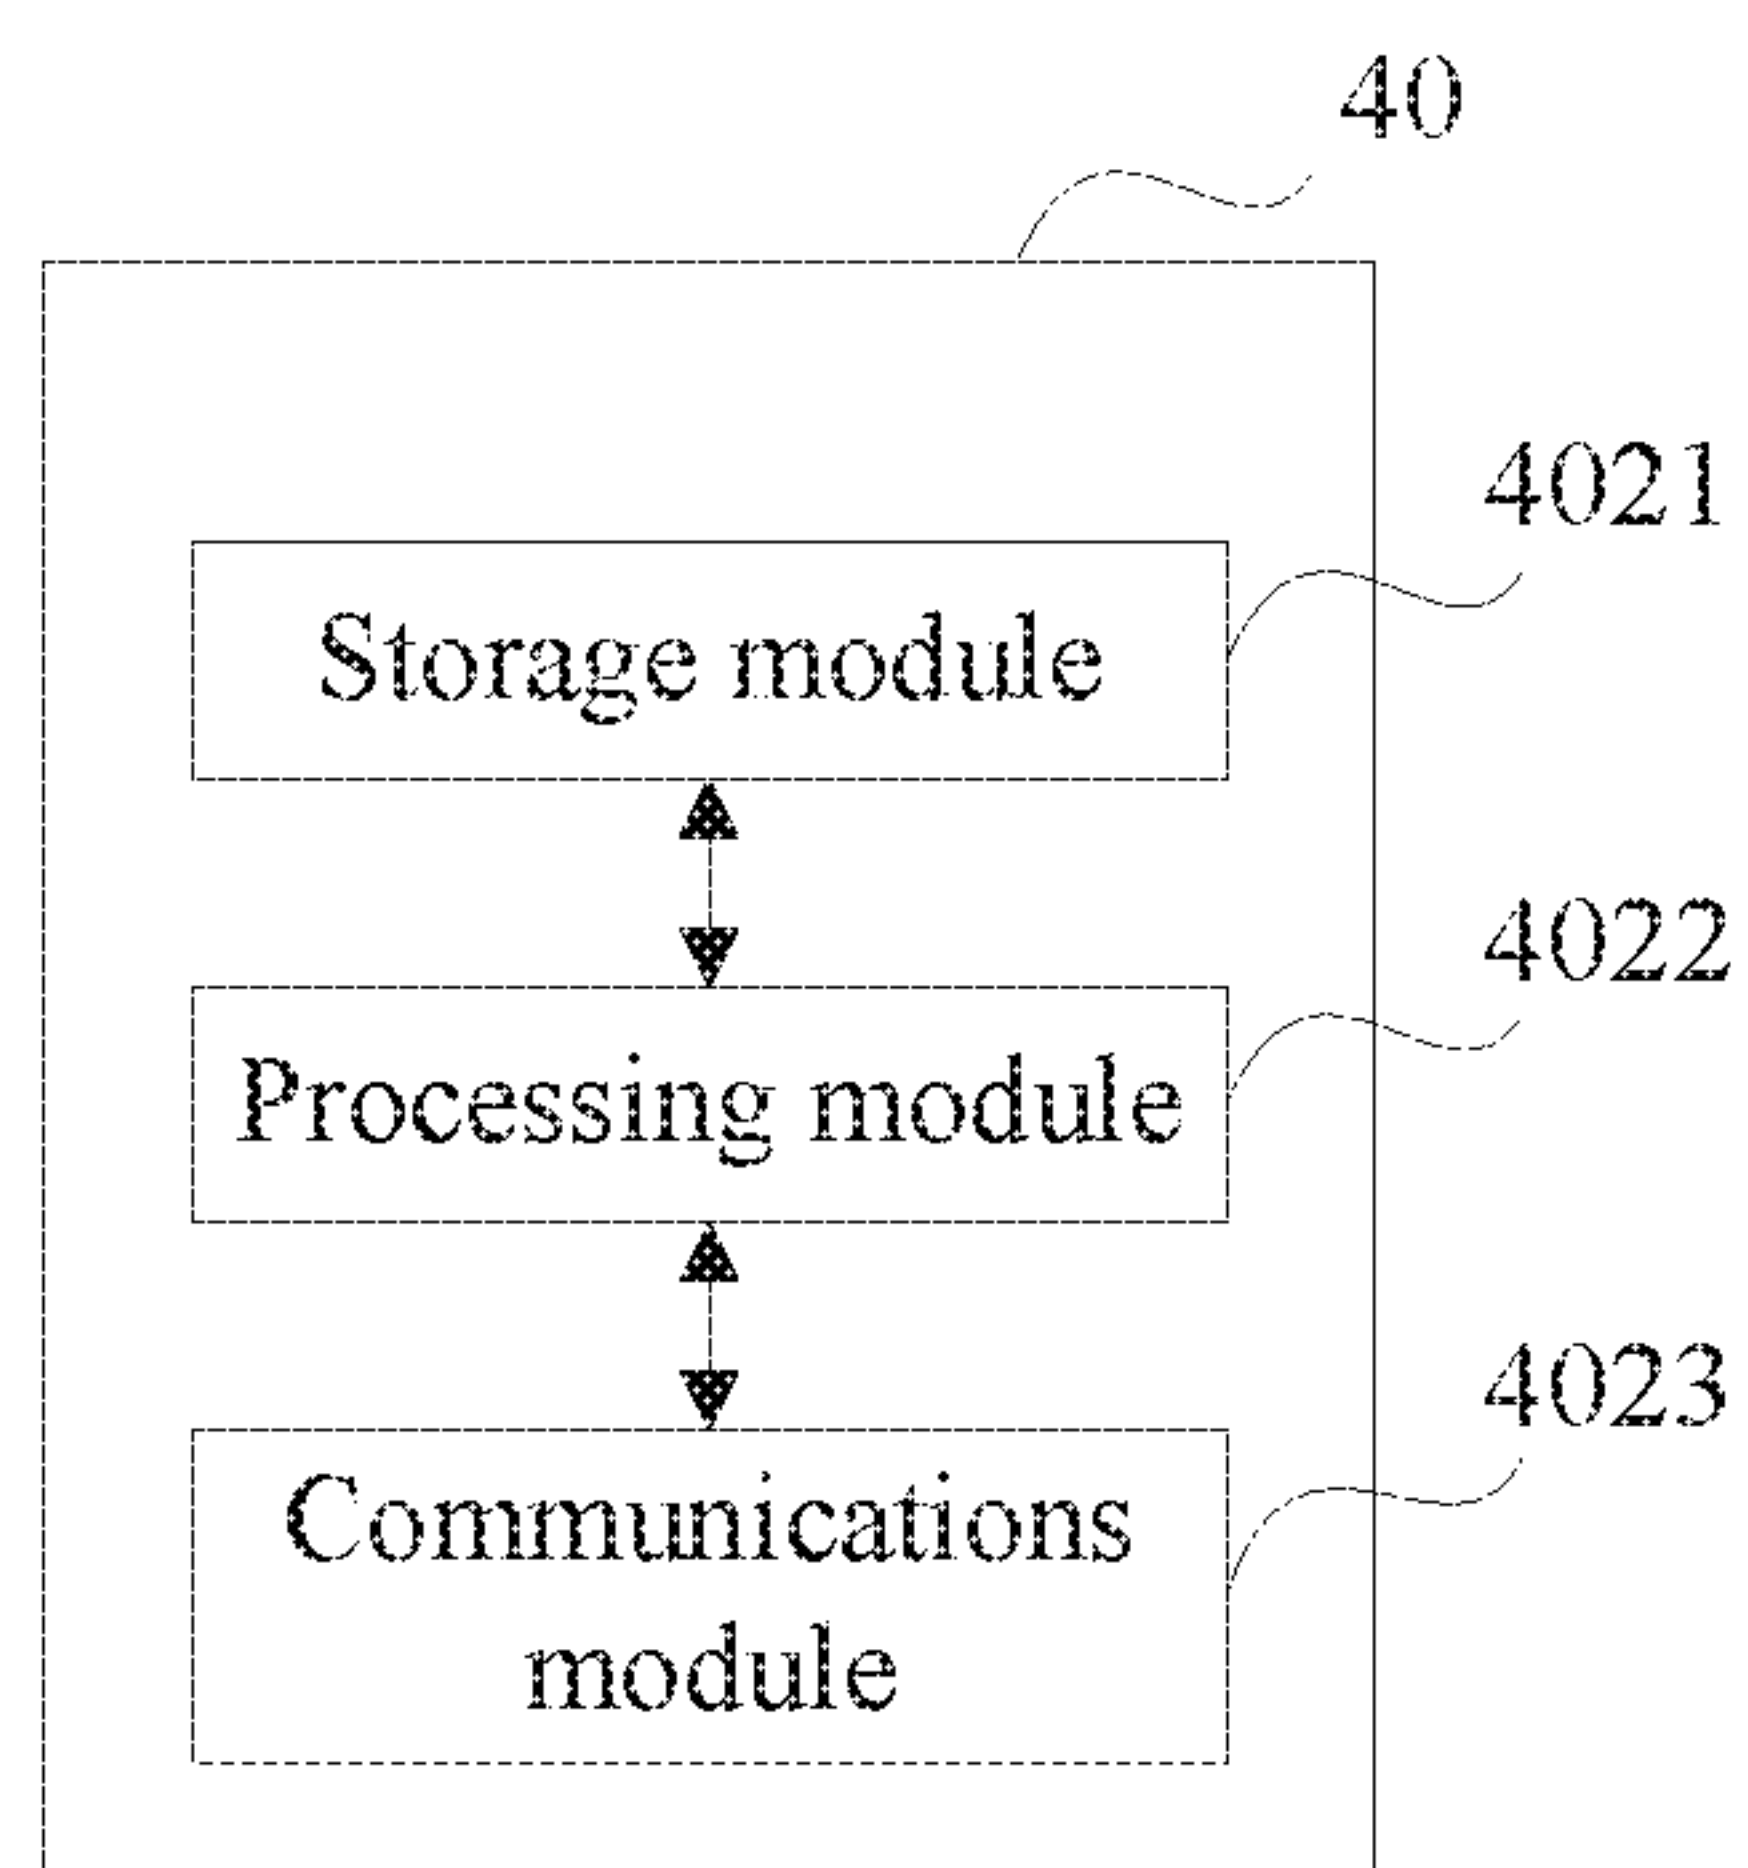 40
4021
Storage module
4022
Processing module
4023
Communications
module